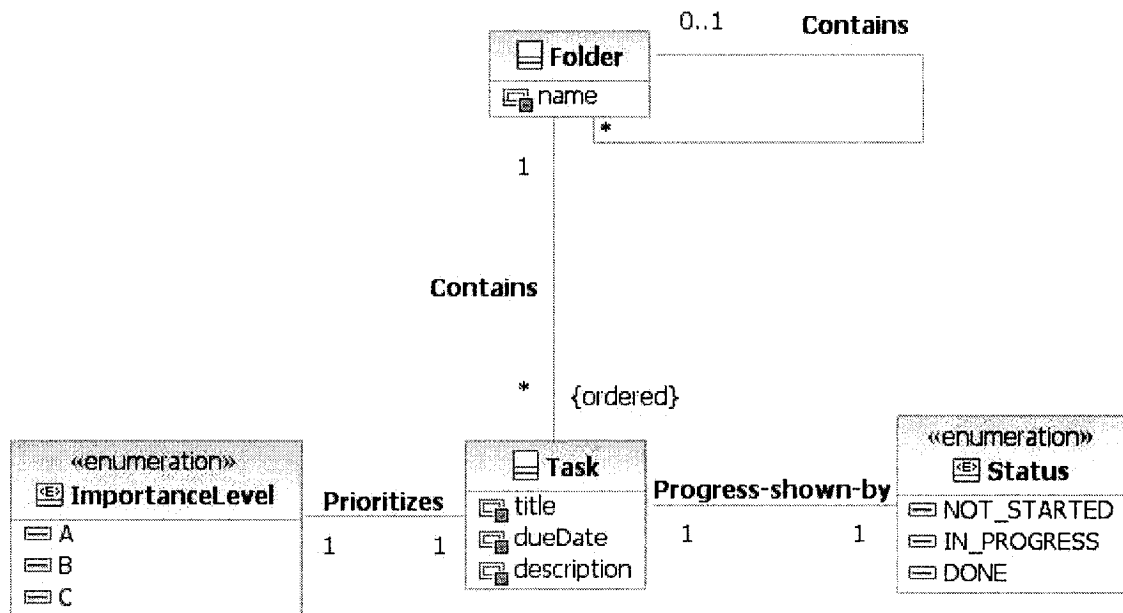 0..1 Contains
Folder
name
*
1
Contains
*
{ordered}
«enumeration»
ImportanceLevel
A
B
C
Prioritizes
1 1
Task
title
dueDate
description
Progress-shown-by
1 1
«enumeration»
Status
NOT_STARTED
IN_PROGRESS
DONE